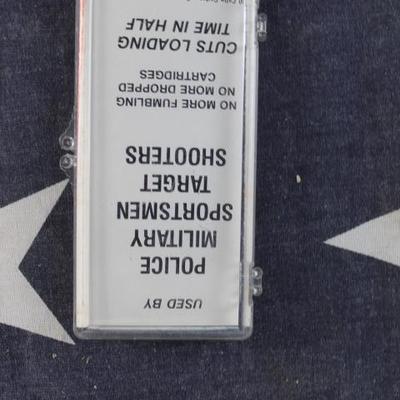 USED BY
POLICE
MILITARY
SPORTSMEN
TARGET
SHOOTERS
NO MORE FUMBLING
NO MORE DROPPED
CARTRIDGES
CUTS LOADING
TIME IN HALF